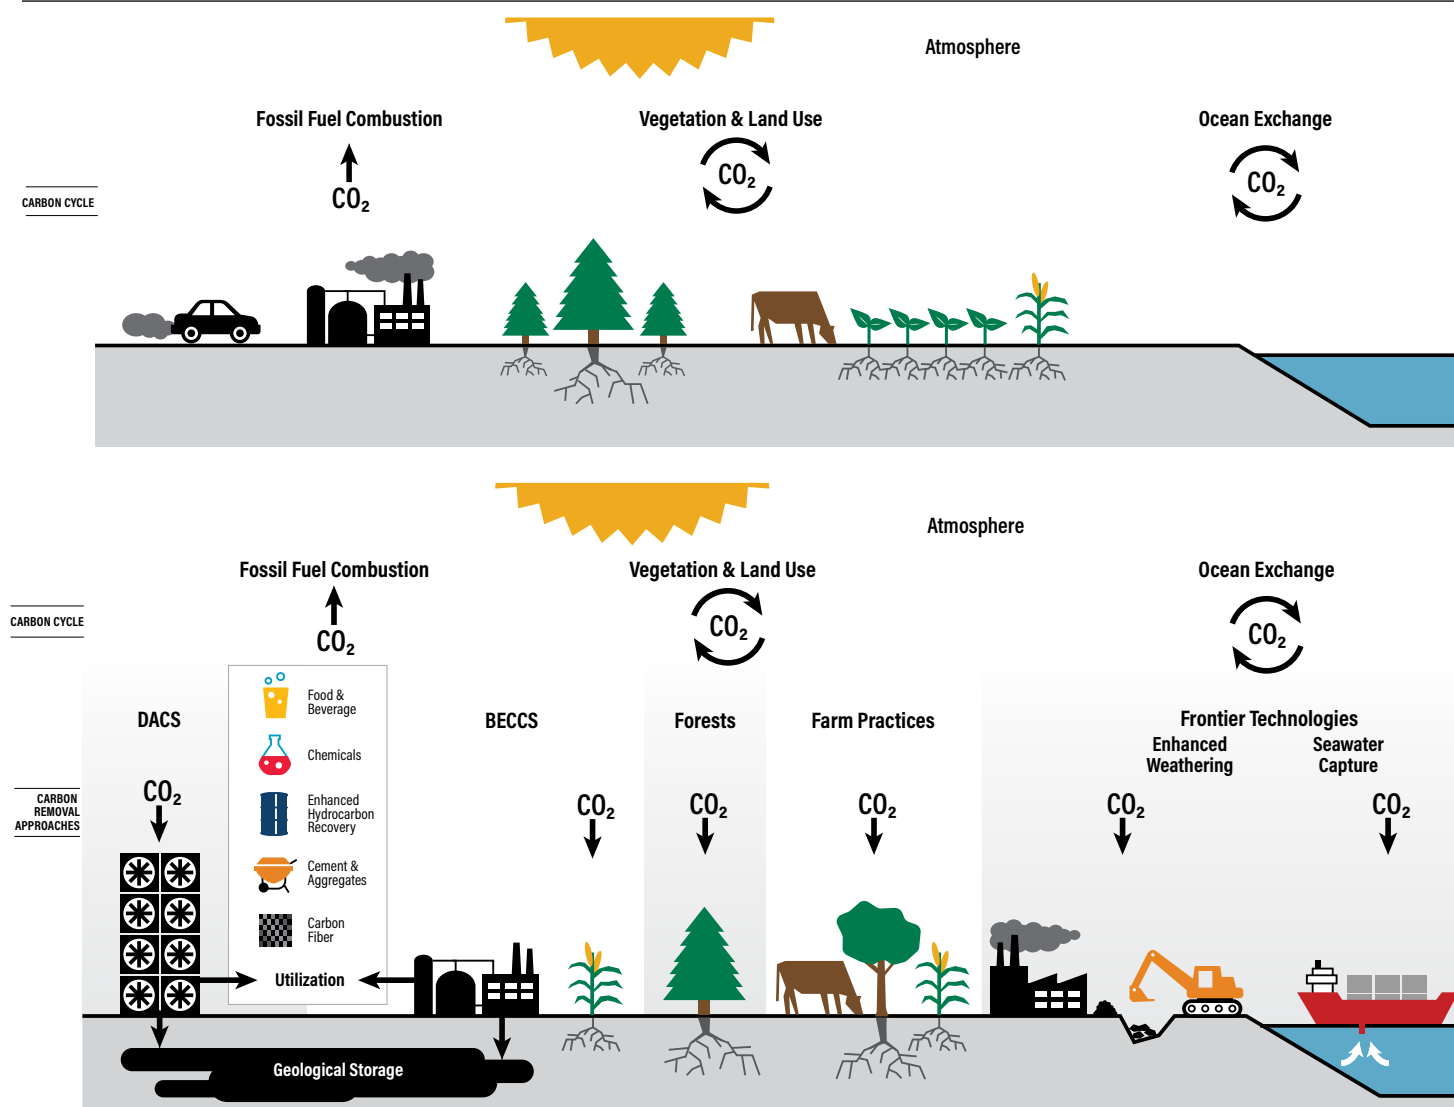 Atmosphere
Fossil Fuel Combustion
Vegetation & Land Use
Ocean Exchange
CO₂
CO₂
CO₂
CARBON CYCLE
Atmosphere
Fossil Fuel Combustion
Vegetation & Land Use
Ocean Exchange
CARBON CYCLE
CO₂
CO₂
CO₂
DACS
Food &
Beverage
Chemicals
Enhanced
Hydrocarbon
Recovery
Cement &
Aggregates
Carbon
Fiber
Utilization
BECCS
Forests
Farm Practices
Frontier Technologies
Enhanced
Weathering
Seawater
Capture
CARBON
REMOVAL
APPROACHES
CO₂
CO₂
CO₂
CO₂
CO₂
CO₂
Geological Storage